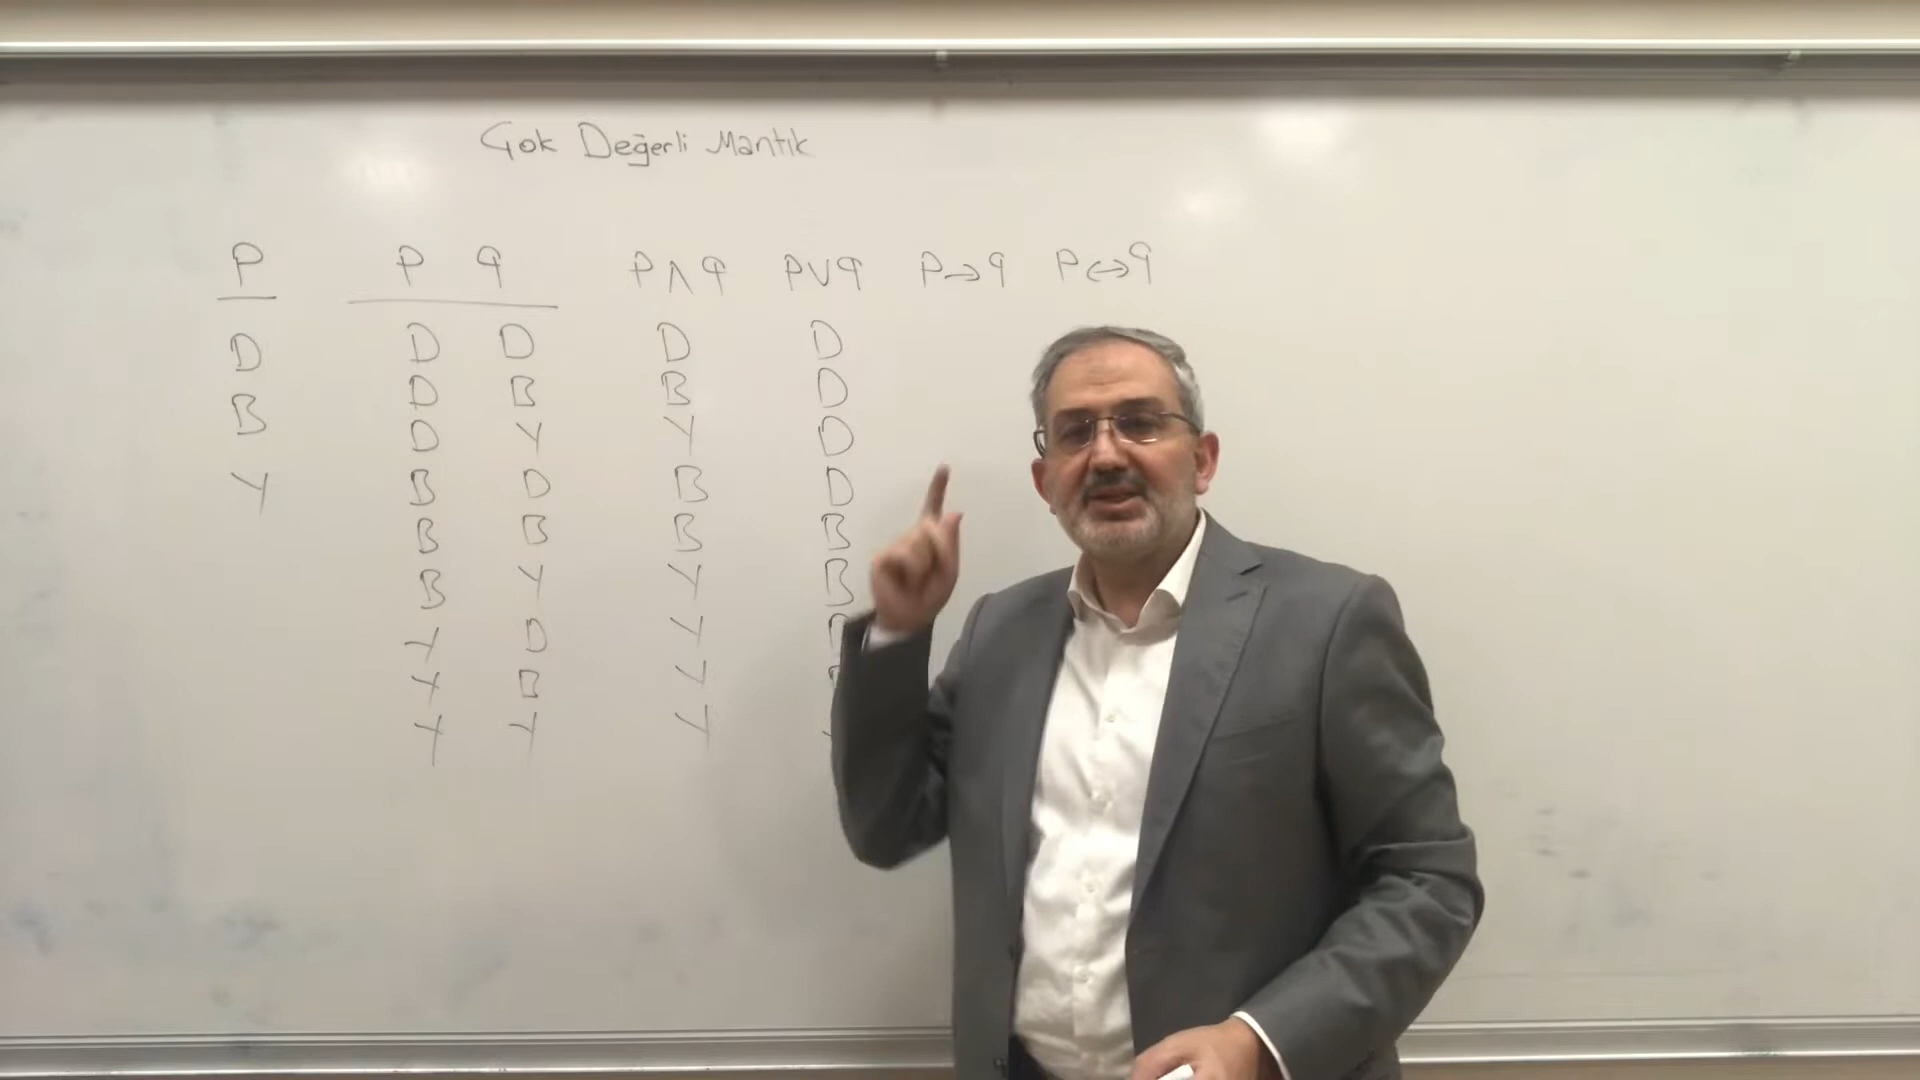 Çok Değerli Mantık
P P q P∧q P∨q P→q P↔q
D D D D D
B D B B D
D Y Y D
Y B D B D
B B B B
B Y Y B
Y D Y
Y B Y
Y Y Y